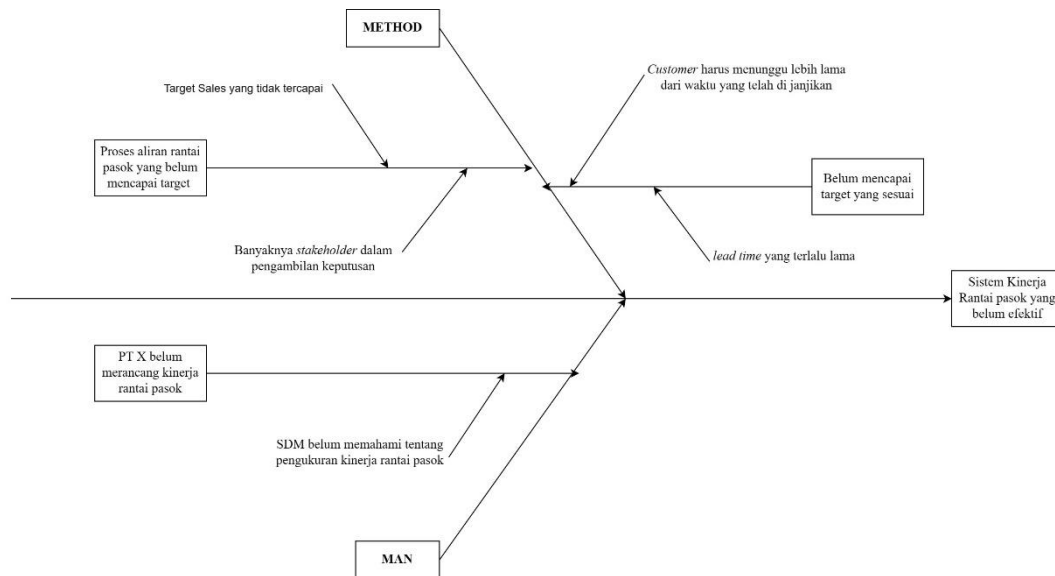 METHOD
Customer harus menunggu lebih lama
dari waktu yang telah di janjikan
Target Sales yang tidak tercapai
Proses aliran rantai
pasok yang belum
mencapai target
Belum mencapai
target yang sesuai
Banyaknya stakeholder dalam
pengambilan keputusan
lead time yang terlalu lama
Sistem Kinerja
Rantai pasok yang
belum efektif
PT X belum
merancang kinerja
rantai pasok
SDM belum memahami tentang
pengukuran kinerja rantai pasok
MAN